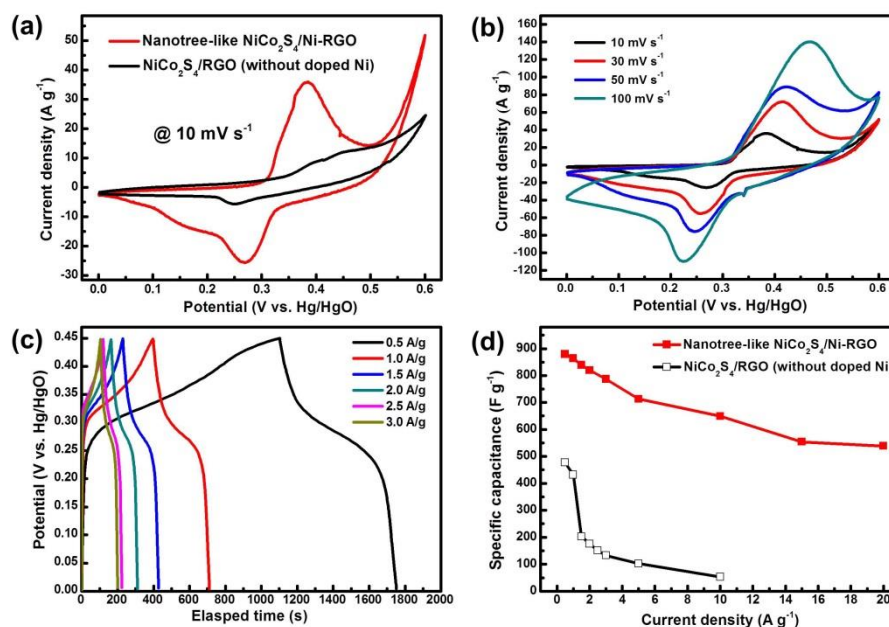 (a)
Nanotree-like NiCo₂S₄/Ni-RGO
NiCo₂S₄/RGO (without doped Ni)
@ 10 mV s⁻¹
Current density (A g⁻¹)
50
40
30
20
10
0
-10
-20
-30
0.0 0.1 0.2 0.3 0.4 0.5 0.6
Potential (V vs. Hg/HgO)
(b)
10 mV s⁻¹
30 mV s⁻¹
50 mV s⁻¹
100 mV s⁻¹
Current density (A g⁻¹)
160
140
120
100
80
60
40
20
0
-20
-40
-60
-80
-100
-120
0.0 0.1 0.2 0.3 0.4 0.5 0.6
Potential (V vs. Hg/HgO)
(c)
0.5 A/g
1.0 A/g
1.5 A/g
2.0 A/g
2.5 A/g
3.0 A/g
Potential (V vs. Hg/HgO)
0.45
0.40
0.35
0.30
0.25
0.20
0.15
0.10
0.05
0.00
0 200 400 600 800 1000 1200 1400 1600 1800 2000
Elasped time (s)
(d)
Nanotree-like NiCo₂S₄/Ni-RGO
NiCo₂S₄/RGO (without doped Ni
Specific capacitance (F g⁻¹)
900
800
700
600
500
400
300
200
100
0
0 2 4 6 8 10 12 14 16 18 20
Current density (A g⁻¹)